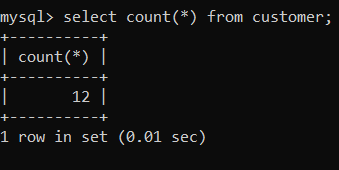 mysql> select count(*) from customer;
+----------+
| count(*) |
+----------+
|       12 |
+----------+
1 row in set (0.01 sec)